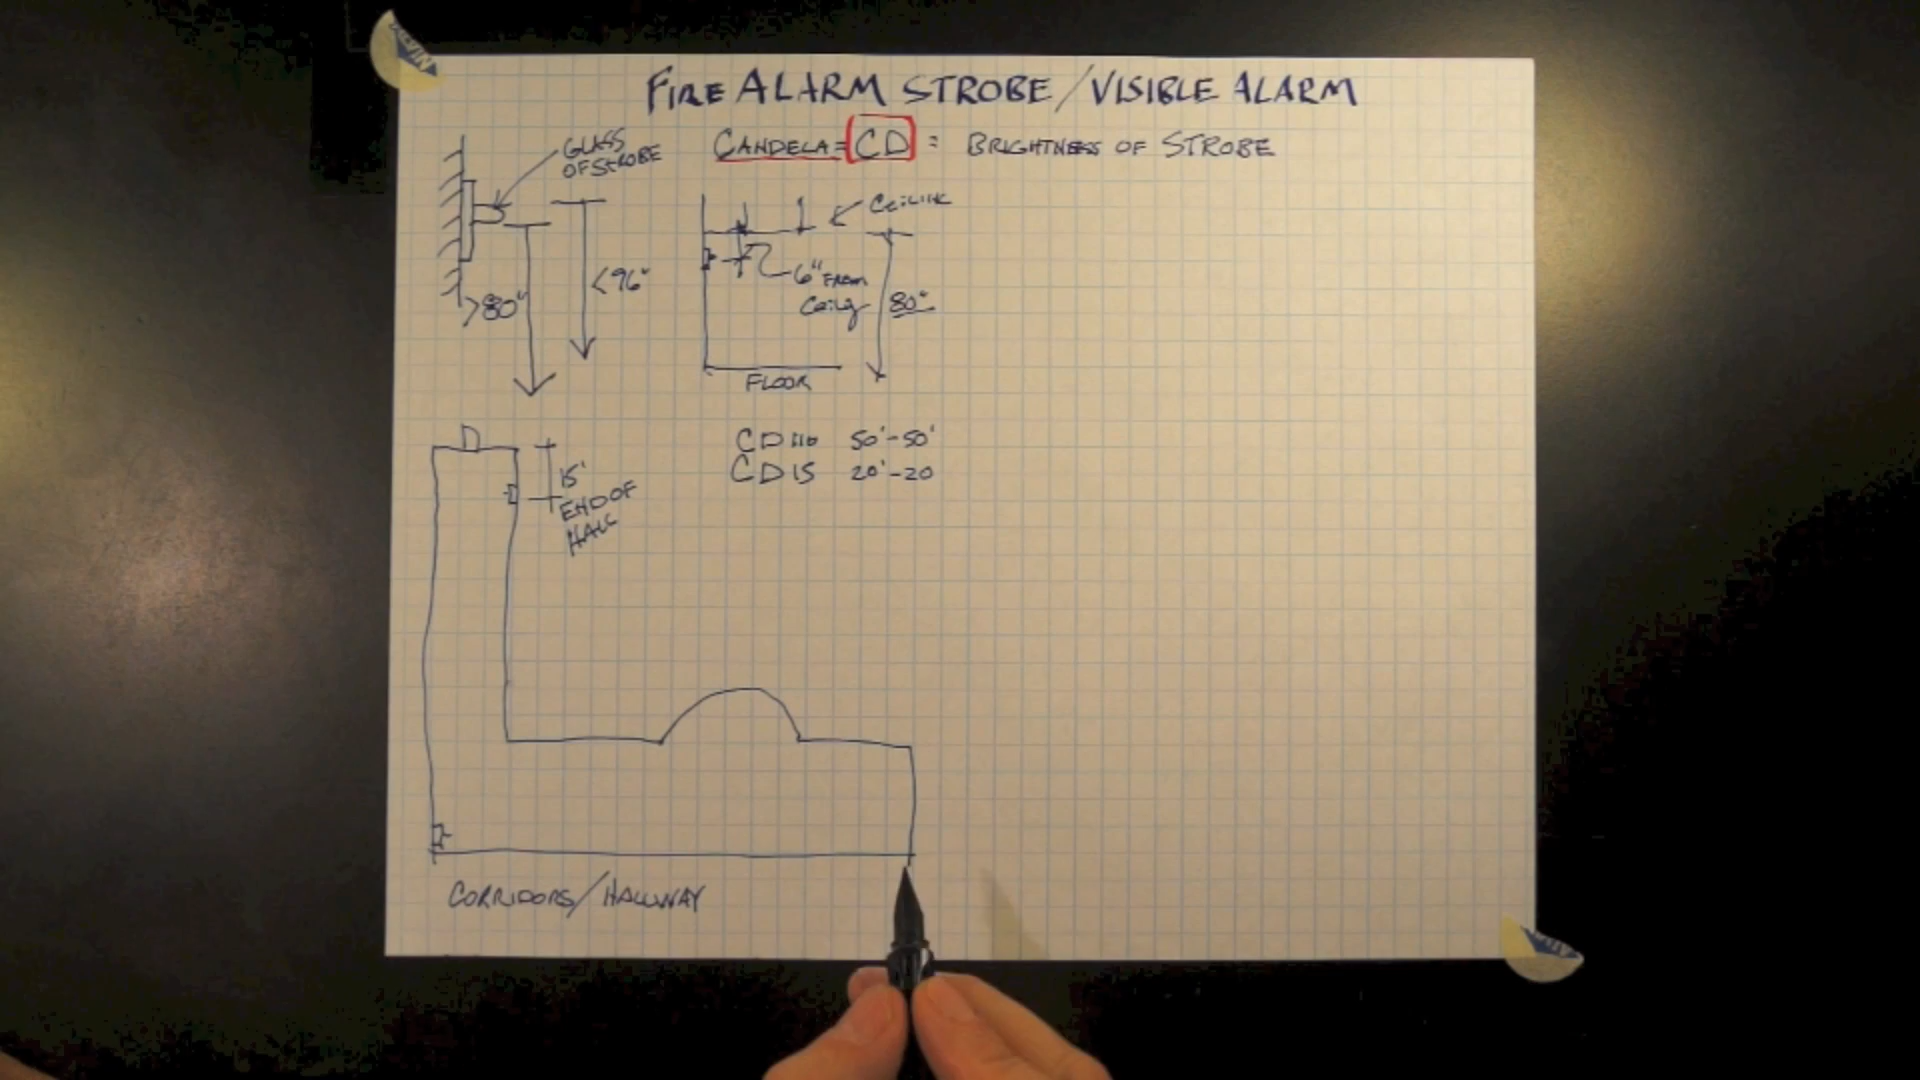 FIRE ALARM STROBE / VISIBLE ALARM
CANDELA = CD = BRIGHTNESS OF STROBE
GLASS
OF STROBE
>80"
<96"
CEILING
6" FROM
Ceilg
80"
FLOOR
CD 110 50'-50'
CD 15 20'-20
D
15'
END OF
HALL
CORRIDORS / HALLWAY